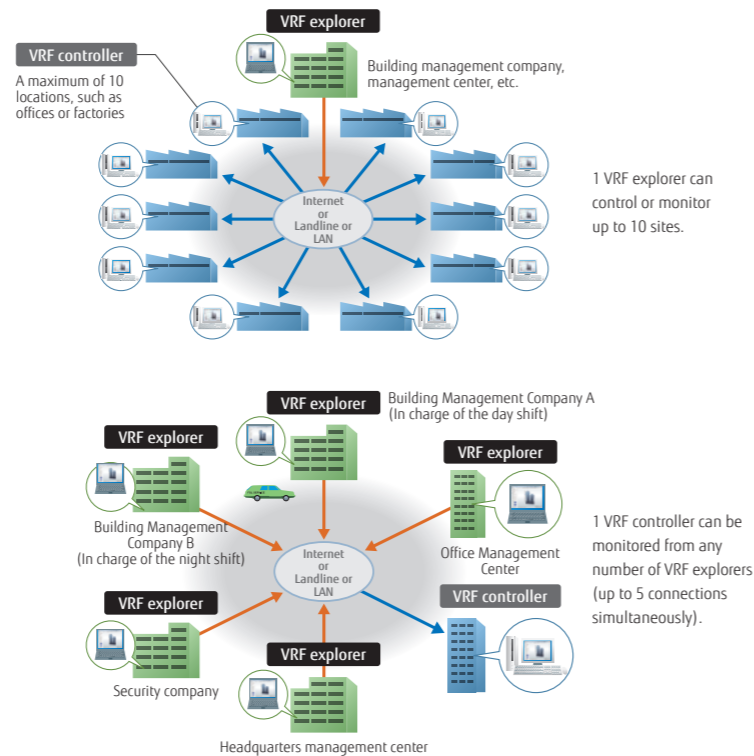 VRF explorer
VRF controller
A maximum of 10
locations, such as
offices or factories
Building management company,
management center, etc.
Internet
or
Landline or
LAN
1 VRF explorer can
control or monitor
up to 10 sites.
VRF explorer
Building Management Company A
(In charge of the day shift)
VRF explorer
Building Management
Company B
(In charge of the night shift)
VRF explorer
Office Management
Center
Internet
or
Landline or
LAN
1 VRF controller can be
monitored from any
number of VRF explorers
(up to 5 connections
simultaneously).
VRF explorer
Security company
VRF controller
VRF explorer
Headquarters management center